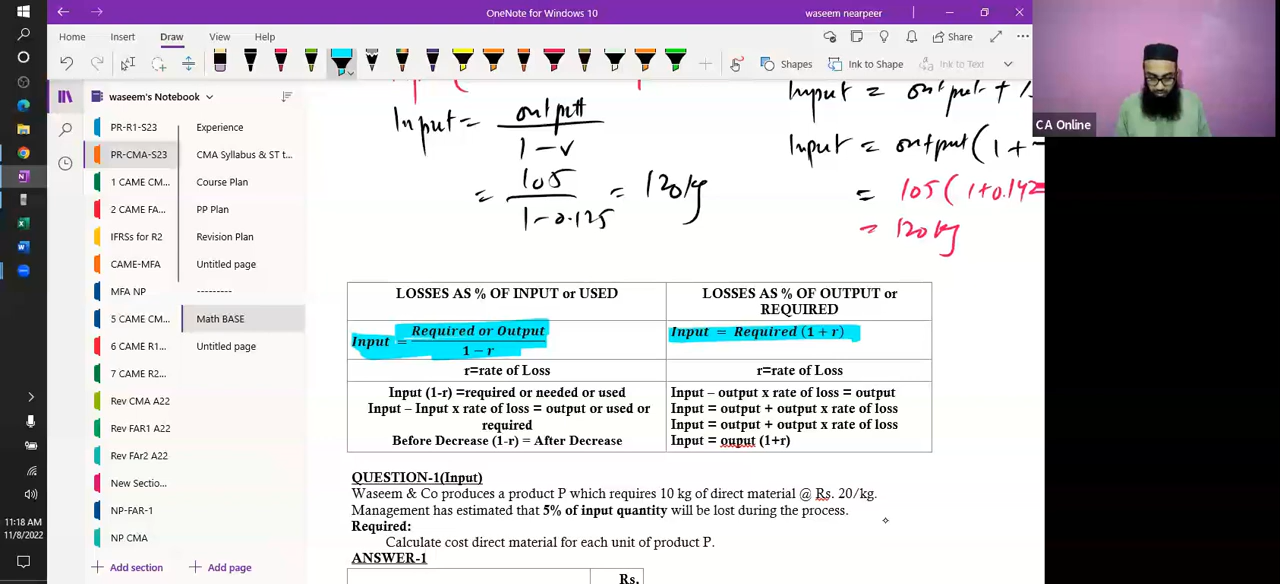 OneNote for Windows 10
waseem nearpeer
Home Insert Draw View Help
Share
Shapes Ink to Shape Ink to Text
waseem's Notebook
PR-R1-S23
PR-CMA-S23
1 CAME CM...
2 CAME FA...
IFRSs for R2
CAME-MFA
MFA NP
5 CAME CM...
6 CAME R1...
7 CAME R2...
Rev CMA A22
Rev FAR1 A22
Rev FAr2 A22
New Sectio...
NP-FAR-1
NP CMA
Add section
Experience
CMA Syllabus & ST t...
Course Plan
PP Plan
Revision Plan
Untitled page
---------
Math BASE
Untitled page
Add page
Input = output
1-v
= 105 = 120kg
1-0.125
Input = output + 
Input = output (1+
= 105 (1+0.142
= 120 kg
LOSSES AS % OF INPUT or USED
Input = Required or Output
1 − r
r=rate of Loss
Input (1-r) =required or needed or used
Input – Input x rate of loss = output or used or
required
Before Decrease (1-r) = After Decrease
LOSSES AS % OF OUTPUT or
REQUIRED
Input = Required (1 + r)
r=rate of Loss
Input – output x rate of loss = output
Input = output + output x rate of loss
Input = output + output x rate of loss
Input = ouput (1+r)
QUESTION-1(Input)
Waseem & Co produces a product P which requires 10 kg of direct material @ Rs. 20/kg.
Management has estimated that 5% of input quantity will be lost during the process.
Required:
Calculate cost direct material for each unit of product P.
ANSWER-1
Rs.
CA Online
11:18 AM
11/8/2022